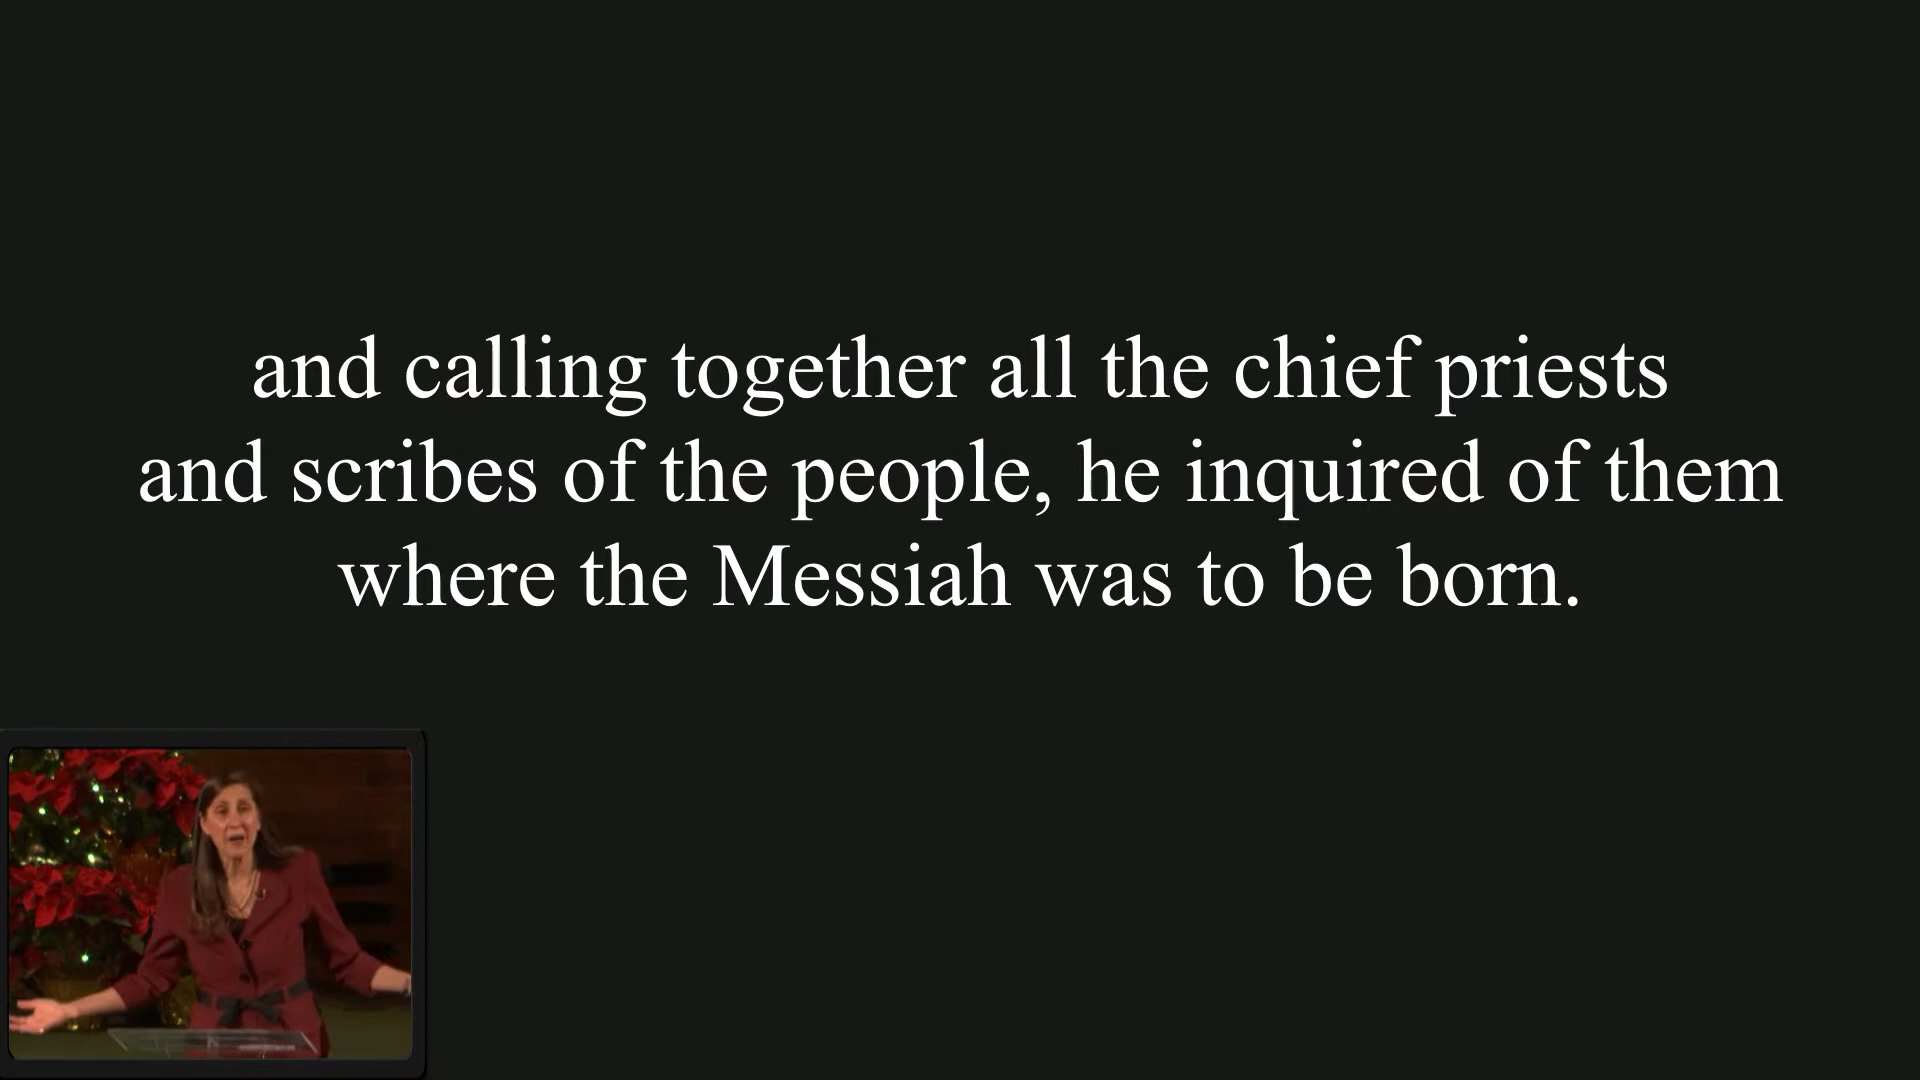 and calling together all the chief priests
and scribes of the people, he inquired of them
where the Messiah was to be born.